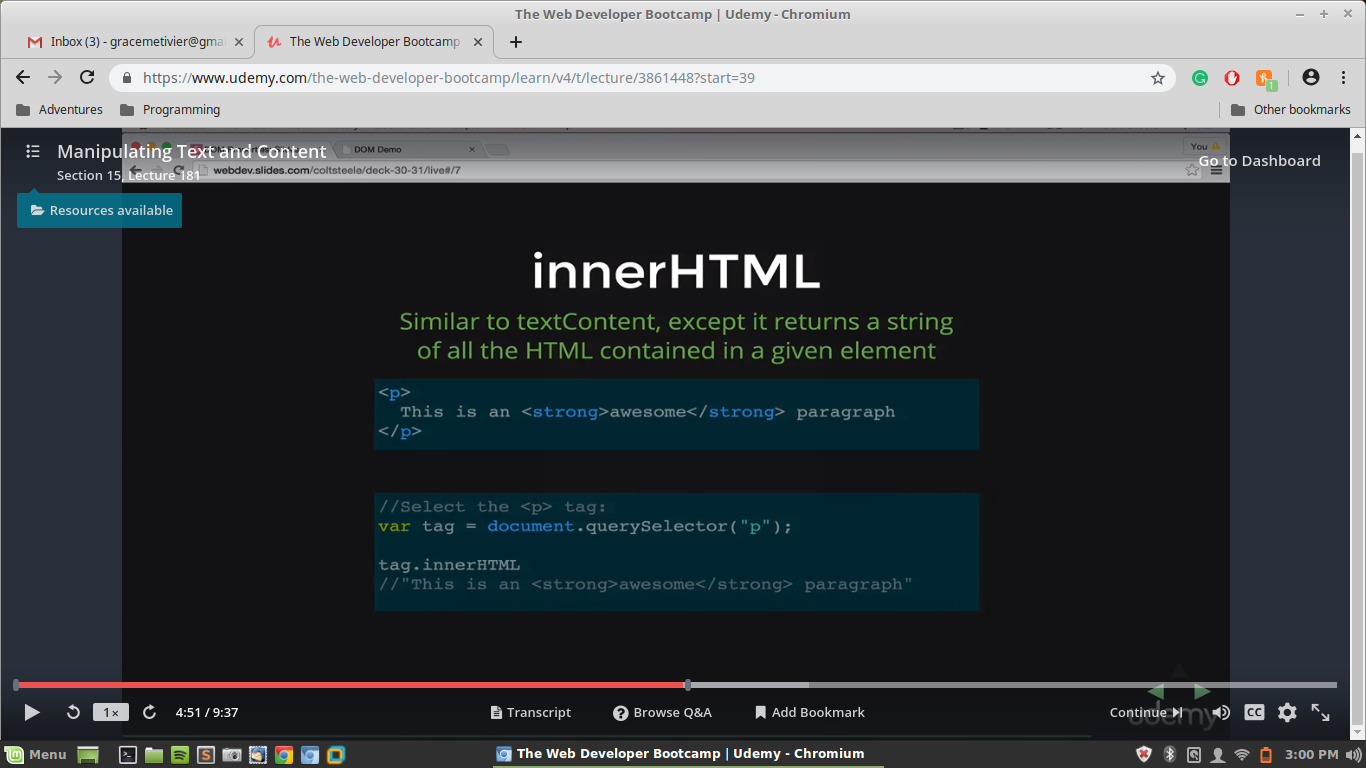 The Web Developer Bootcamp | Udemy - Chromium
Inbox (3) - gracemetivier@gma
The Web Developer Bootcamp
https://www.udemy.com/the-web-developer-bootcamp/learn/v4/t/lecture/3861448?start=39
1
Adventures
Programming
Other bookmarks
Manipulating Text and Content
DOM Demo
You
Section 15, Lecture 181
webdev.slides.com/coltsteele/deck-30-31/live#/7
Go to Dashboard
Resources available
innerHTML
Similar to textContent, except it returns a string
of all the HTML contained in a given element
<p>
This is an <strong>awesome</strong> paragraph
</p>
//Select the <p> tag:
var tag = document.querySelector("p");
tag.innerHTML
//"This is an <strong>awesome</strong> paragraph"
1×
4:51 / 9:37
Transcript
Browse Q&A
Add Bookmark
Continue
CC
udemy
Menu
The Web Developer Bootcamp | Udemy - Chromium
3:00 PM